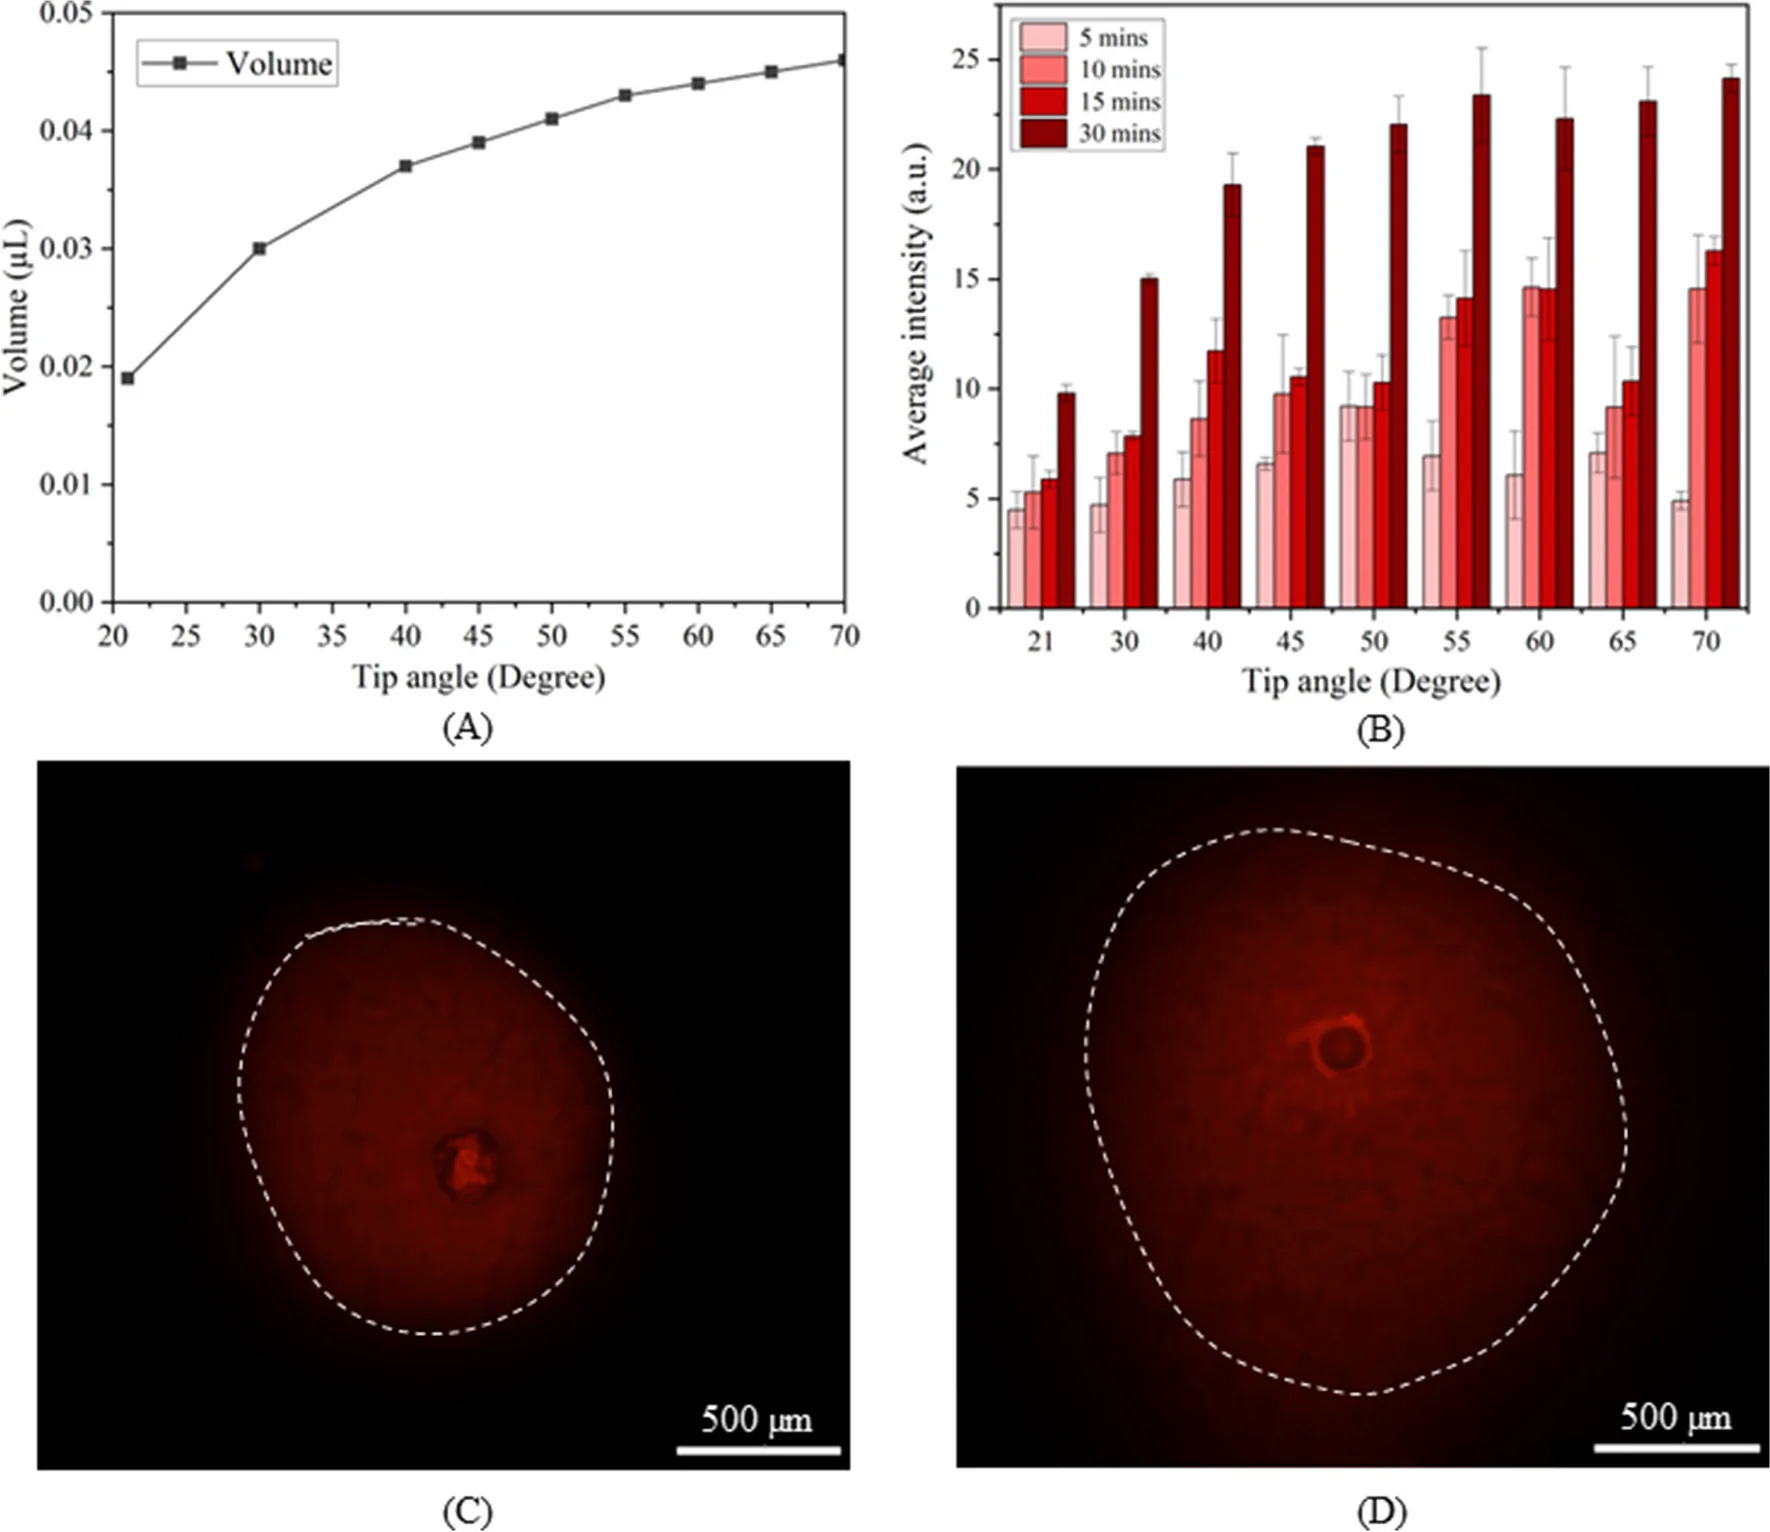 0.05
0.04
0.03
0.02
0.01
0.00
Volume (µL)
Volume
20 25 30 35 40 45 50 55 60 65 70
Tip angle (Degree)
(A)
25
20
15
10
5
0
Average intensity (a.u.)
5 mins
10 mins
15 mins
30 mins
21 30 40 45 50 55 60 65 70
Tip angle (Degree)
(B)
500 µm
(C)
500 µm
(D)